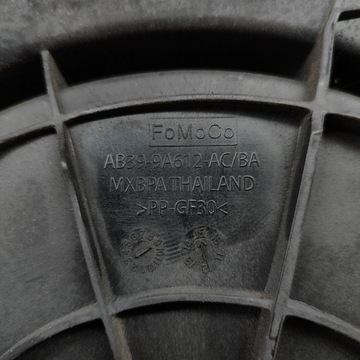 FoMoCo
AB39-9A612-AC/BA
MXBPA THAILAND
>PP-GF30<